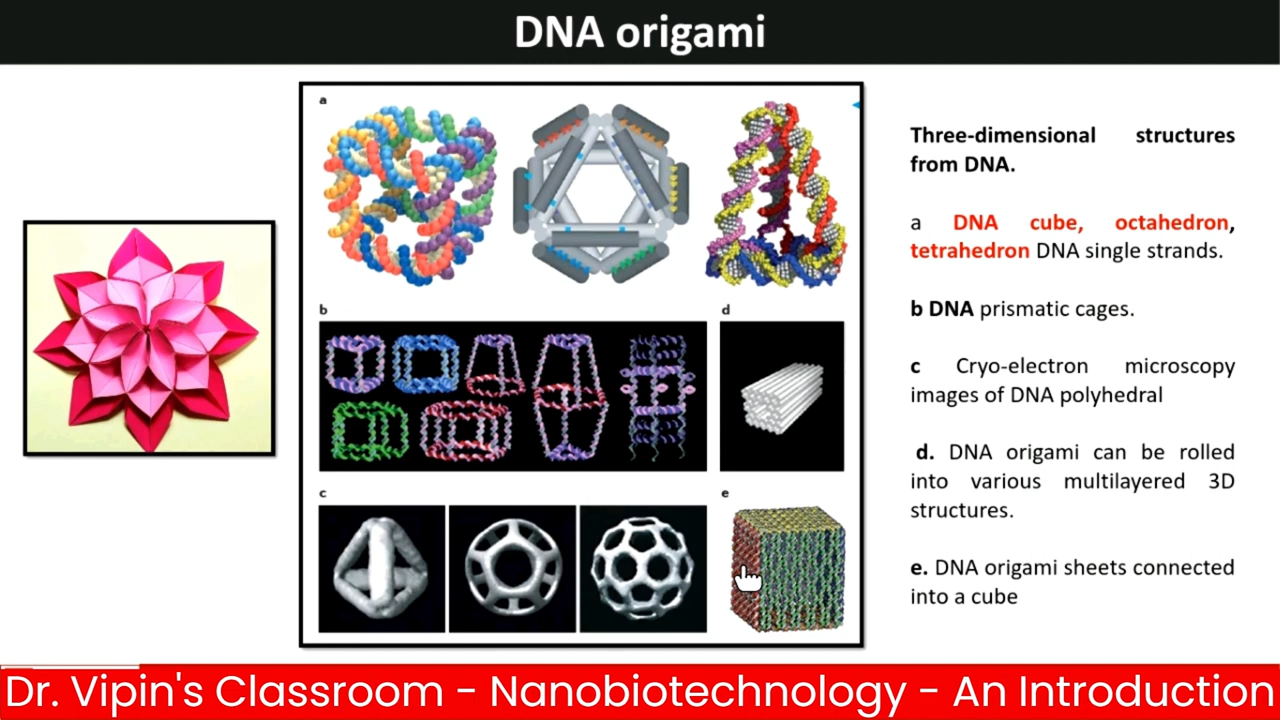 DNA origami
a
b
d
c
e
Three-dimensional structures
from DNA.
a DNA cube, octahedron,
tetrahedron DNA single strands.
b DNA prismatic cages.
c Cryo-electron microscopy
images of DNA polyhedral
d. DNA origami can be rolled
into various multilayered 3D
structures.
e. DNA origami sheets connected
into a cube
Dr. Vipin's Classroom - Nanobiotechnology - An Introduction